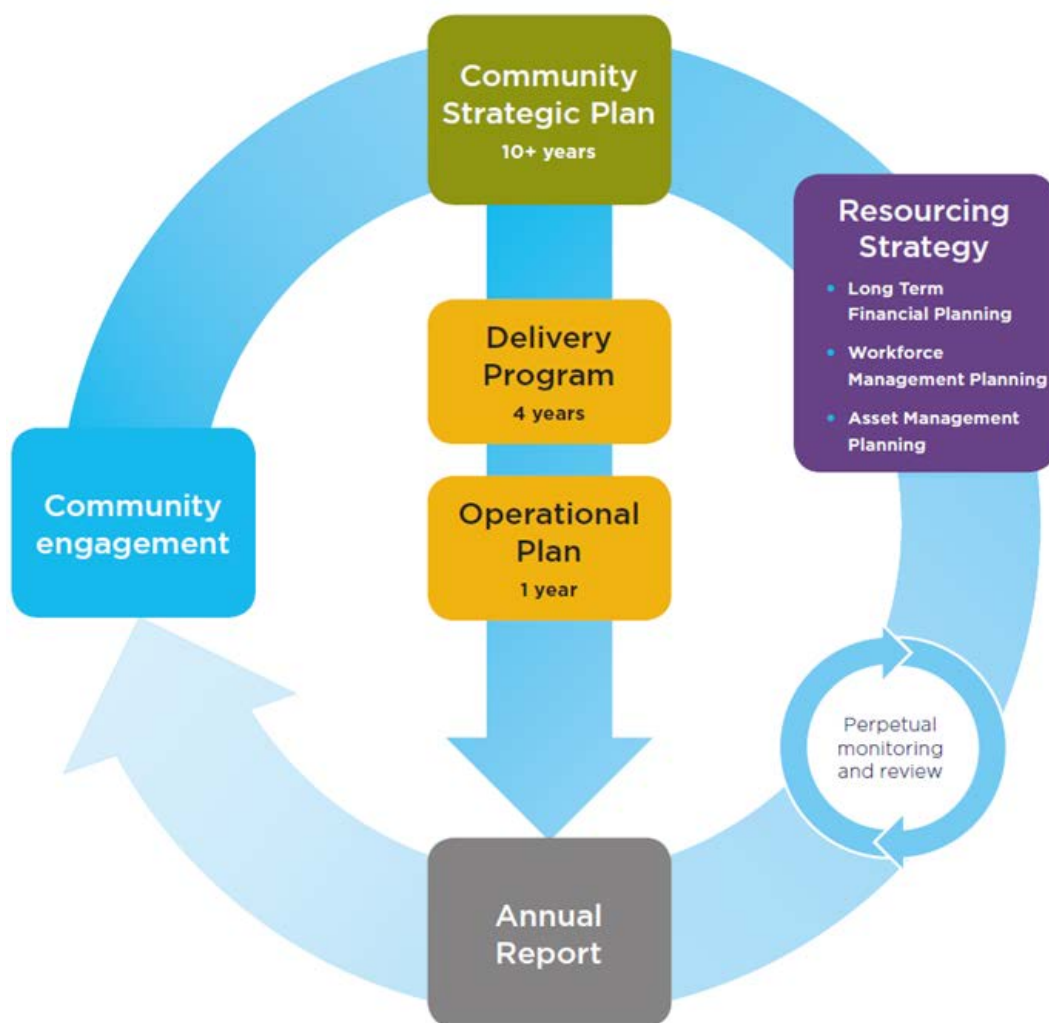 Community
Strategic Plan
10+ years
Resourcing
Strategy
• Long Term
Financial Planning
• Workforce
Management Planning
• Asset Management
Planning
Delivery
Program
4 years
Community
engagement
Operational
Plan
1 year
Perpetual
monitoring
and review
Annual
Report